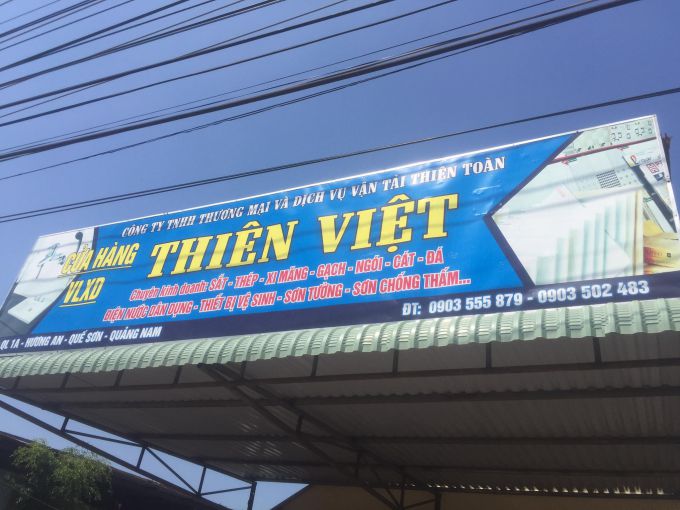 CÔNG TY TNHH THƯƠNG MẠI VÀ DỊCH VỤ VẬN TẢI THIỆN TOÀN
CỬA HÀNG
VLXD
THIÊN VIỆT
Chuyên kinh doanh: SẮT - THÉP - XI MĂNG - GẠCH - NGÓI - CÁT - ĐÁ
ĐIỆN NƯỚC DÂN DỤNG - THIẾT BỊ VỆ SINH - SƠN TƯỜNG - SƠN CHỐNG THẤM...
QL 1A - HƯƠNG AN - QUẾ SƠN - QUẢNG NAM
ĐT: 0903 555 879 - 0903 502 483